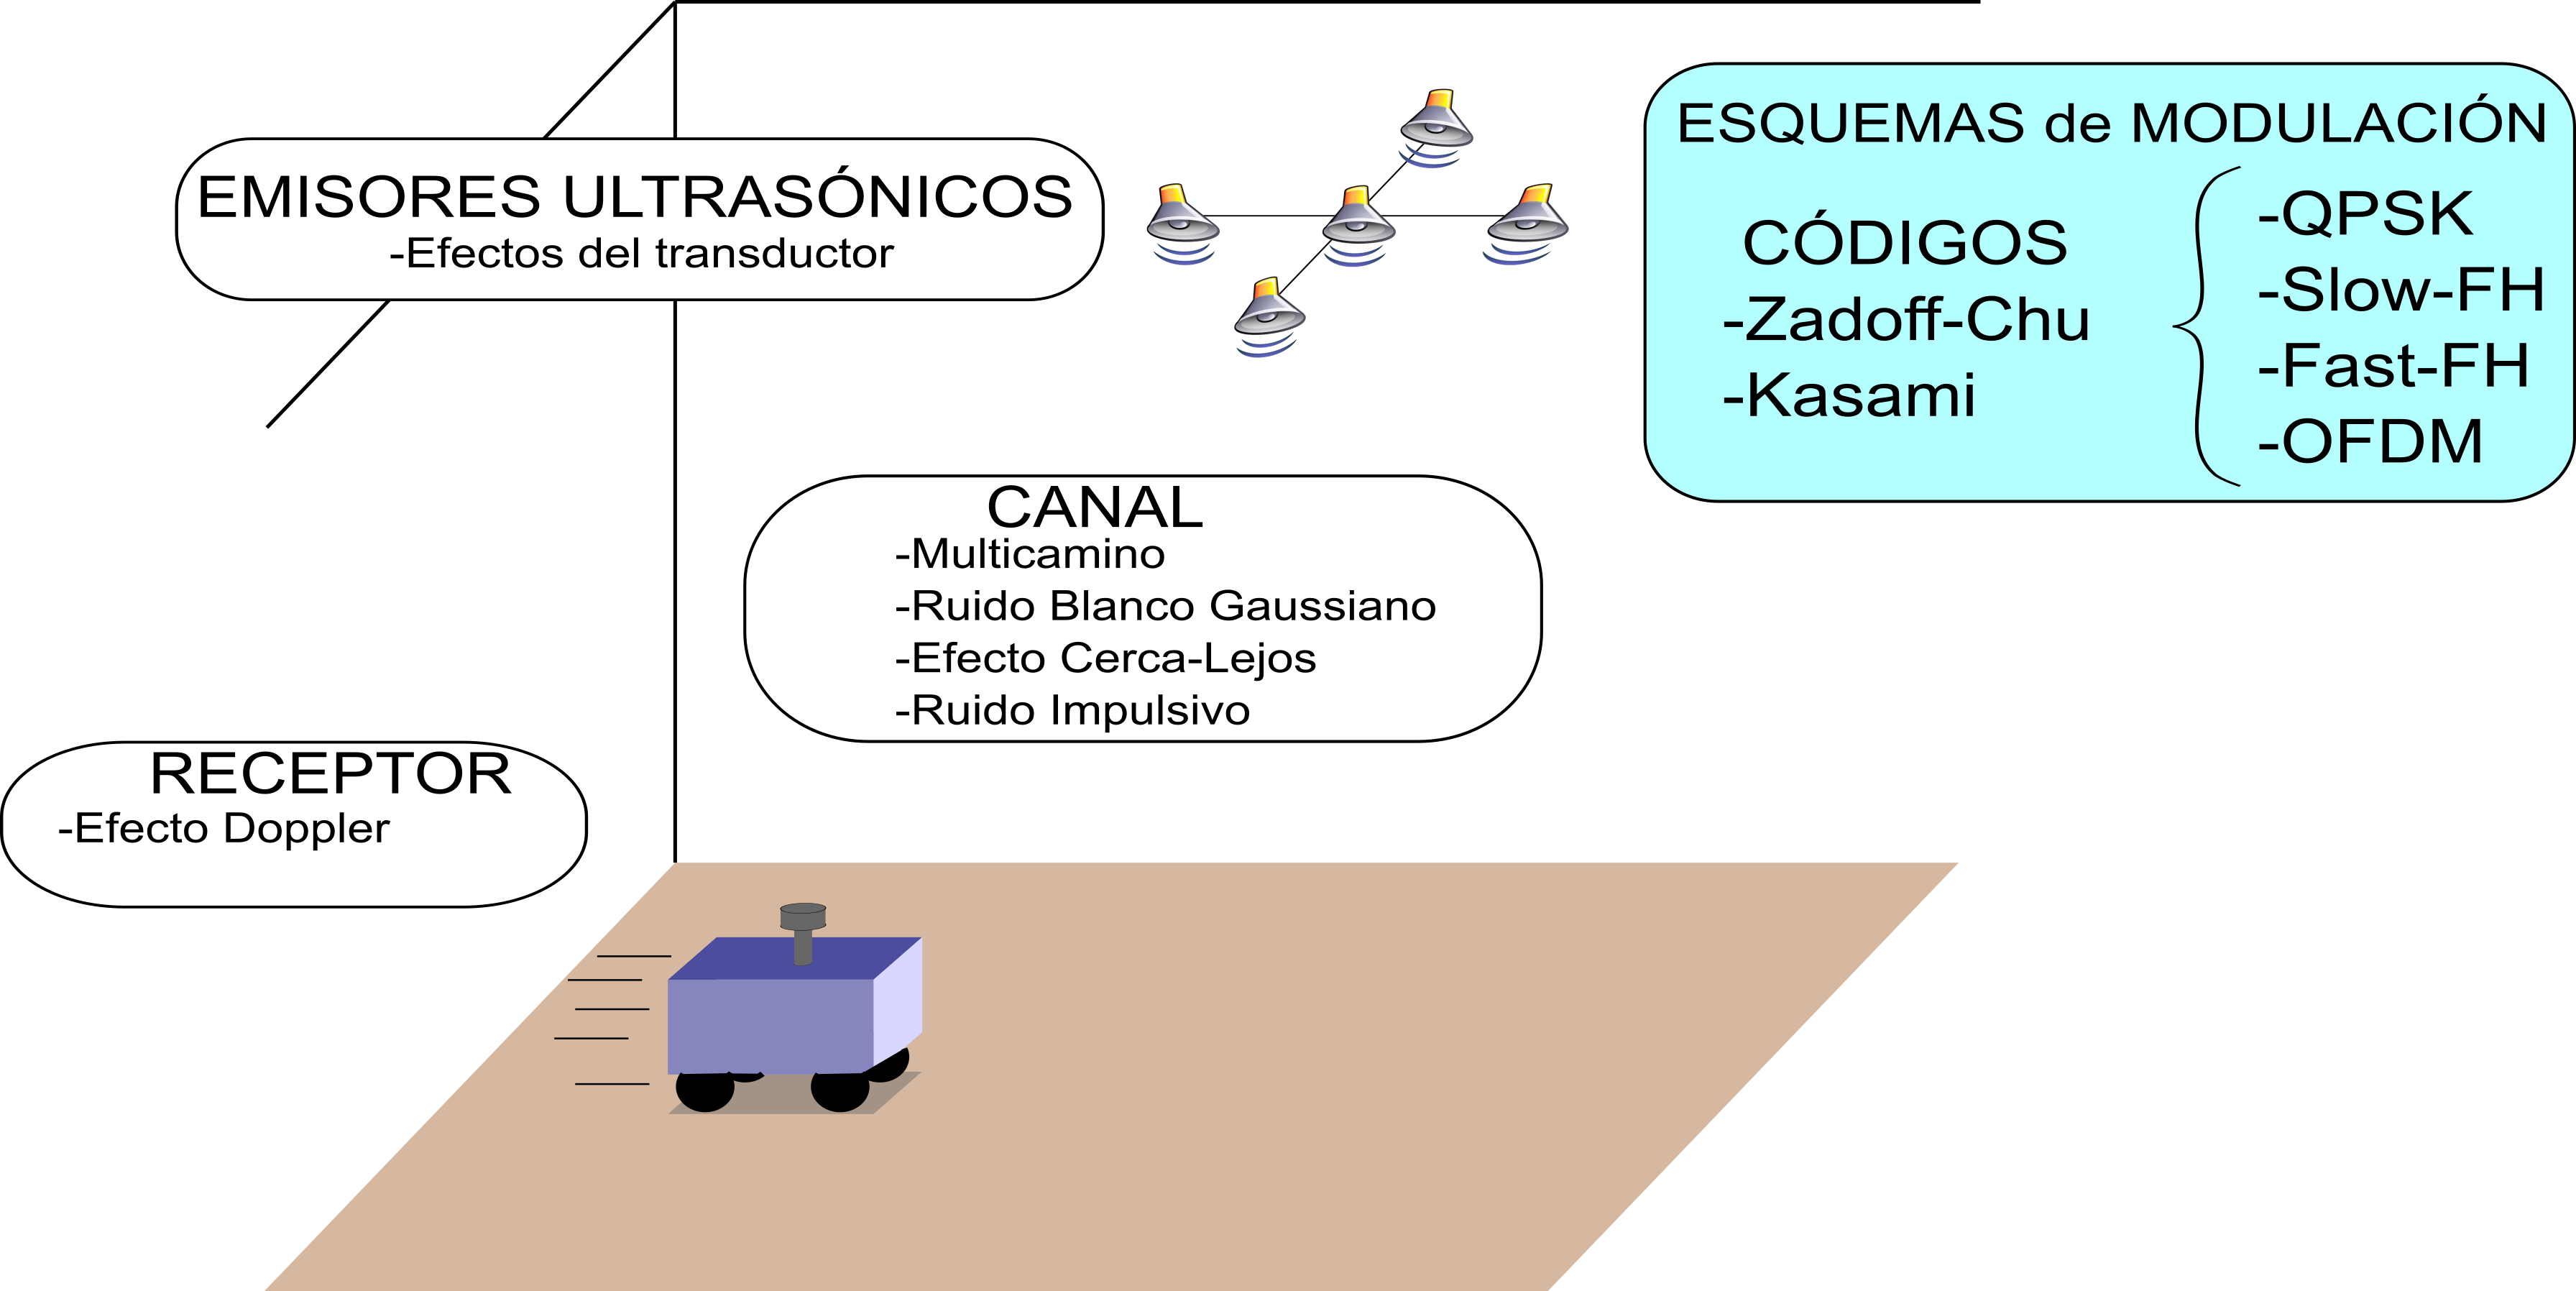 EMISORES ULTRASÓNICOS
-Efectos del transductor
ESQUEMAS de MODULACIÓN
CÓDIGOS
-Zadoff-Chu
-Kasami
-QPSK
-Slow-FH
-Fast-FH
-OFDM
CANAL
-Multicamino
-Ruido Blanco Gaussiano
-Efecto Cerca-Lejos
-Ruido Impulsivo
RECEPTOR
-Efecto Doppler